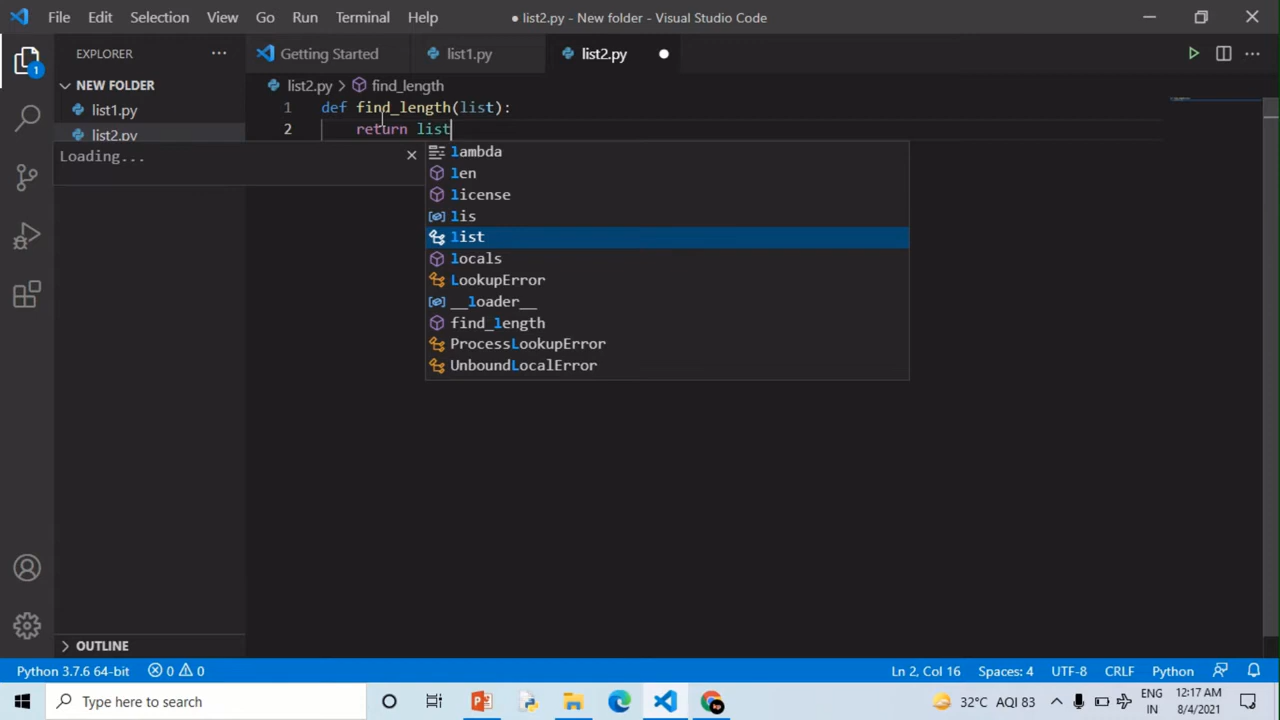 File Edit Selection View Go Run Terminal Help
● list2.py - New folder - Visual Studio Code
EXPLORER
NEW FOLDER
list1.py
list2.py
Loading...
Getting Started list1.py list2.py
list2.py > find_length
1 def find_length(list):
2 return list
lambda
len
license
lis
list
locals
LookupError
__loader__
find_length
ProcessLookupError
UnboundLocalError
OUTLINE
1
Python 3.7.6 64-bit 0 0 Ln 2, Col 16 Spaces: 4 UTF-8 CRLF Python
Type here to search
32°C AQI 83
ENG
IN
12:17 AM
8/4/2021